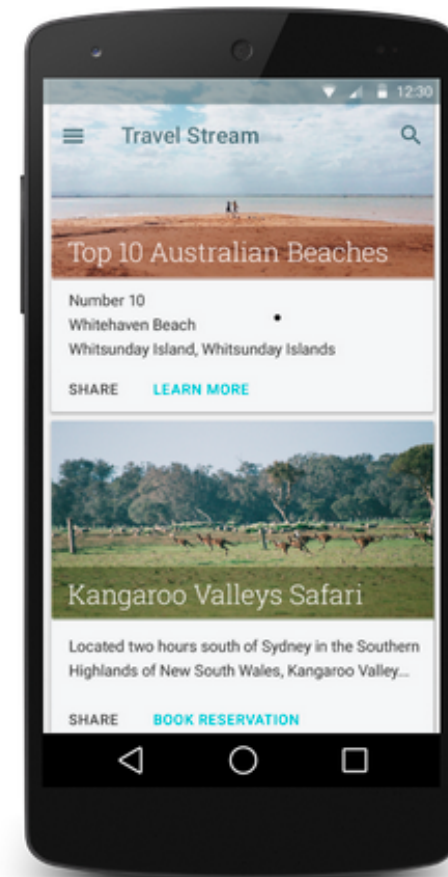 12:30
Travel Stream
Top 10 Australian Beaches
Number 10
Whitehaven Beach
Whitsunday Island, Whitsunday Islands
SHARE LEARN MORE
Kangaroo Valleys Safari
Located two hours south of Sydney in the Southern
Highlands of New South Wales, Kangaroo Valley...
SHARE BOOK RESERVATION